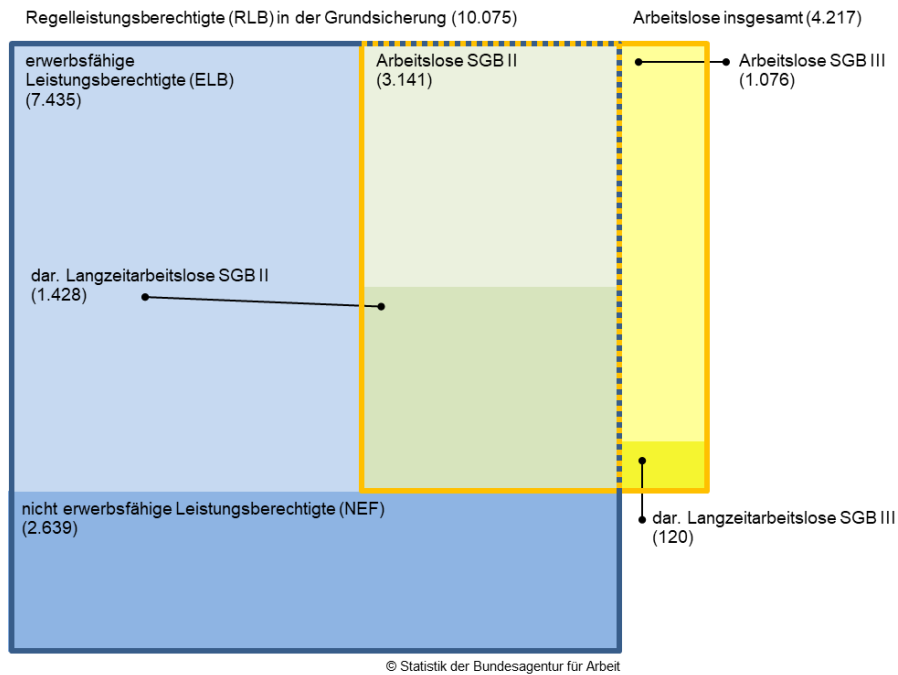 Regelleistungsberechtigte (RLB) in der Grundsicherung (10.075)
Arbeitslose insgesamt (4.217)
erwerbsfähige
Leistungsberechtigte (ELB)
(7.435)
Arbeitslose SGB II
(3.141)
Arbeitslose SGB III
(1.076)
dar. Langzeitarbeitslose SGB II
(1.428)
nicht erwerbsfähige Leistungsberechtigte (NEF)
(2.639)
dar. Langzeitarbeitslose SGB III
(120)
© Statistik der Bundesagentur für Arbeit